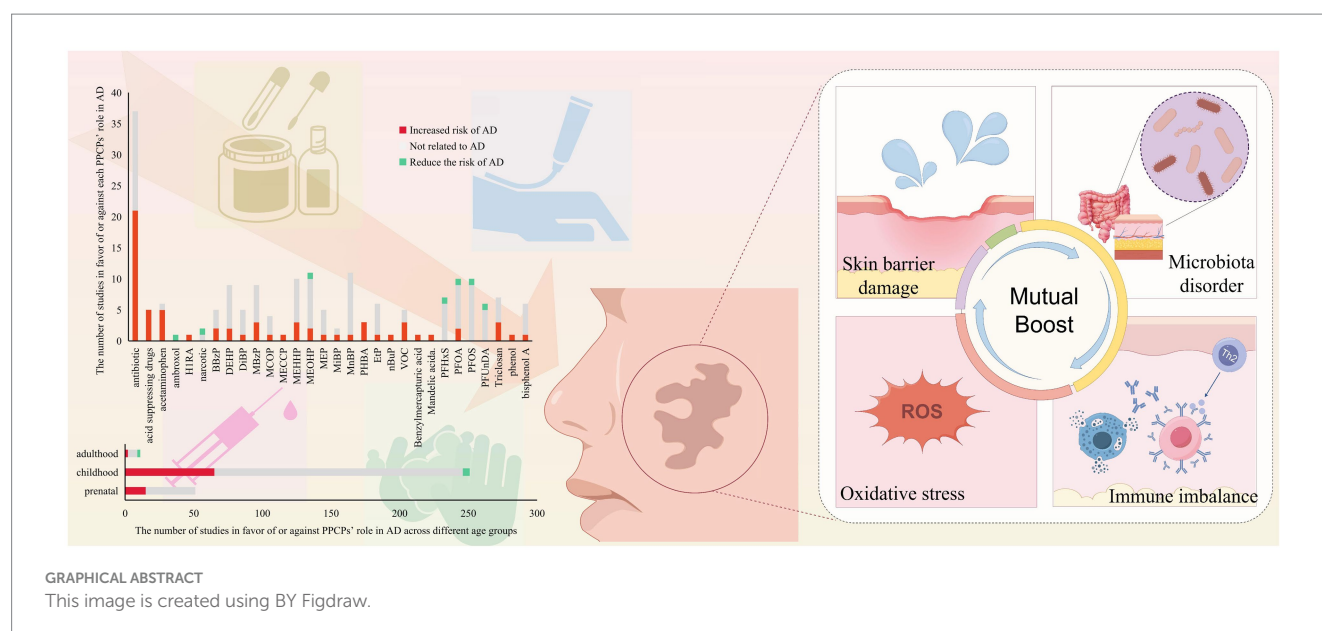 The number of studies in favor of or against each PPCPs' role in AD
40
35
30
25
20
15
10
5
0
Increased risk of AD
Not related to AD
Reduce the risk of AD
antibiotic
acid suppressing drugs
acetaminophen
ambroxol
H1RA
narcotic
BBzP
DEHP
DiBP
MBzP
MCOP
MECCP
MEHHP
MEOHP
MEP
MiBP
MnBP
PHBA
EtP
nBuP
VOC
Benzylmercapturic acid
Mandelic acida.
PFHxS
PFOA
PFOS
PFUnDA
Triclosan
phenol
bisphenol A
adulthood
childhood
prenatal
0 50 100 150 200 250 300
The number of studies in favor of or against PPCPs' role in AD across different age groups
Skin barrier
damage
Microbiota
disorder
Mutual
Boost
Th2
ROS
Oxidative stress
Immune imbalance
GRAPHICAL ABSTRACT
This image is created using BY Figdraw.